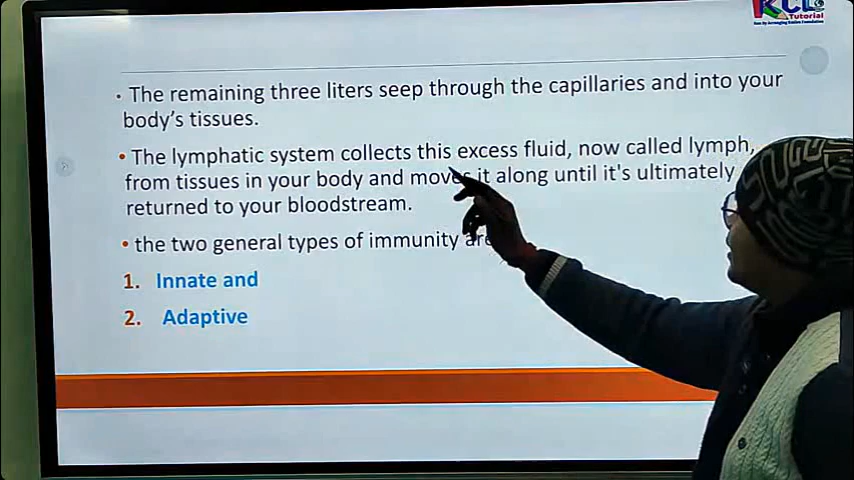 KCL
Tutorial
• The remaining three liters seep through the capillaries and into your
body's tissues.
• The lymphatic system collects this excess fluid, now called lymph,
from tissues in your body and moves it along until it's ultimately
returned to your bloodstream.
• the two general types of immunity are
1. Innate and
2. Adaptive